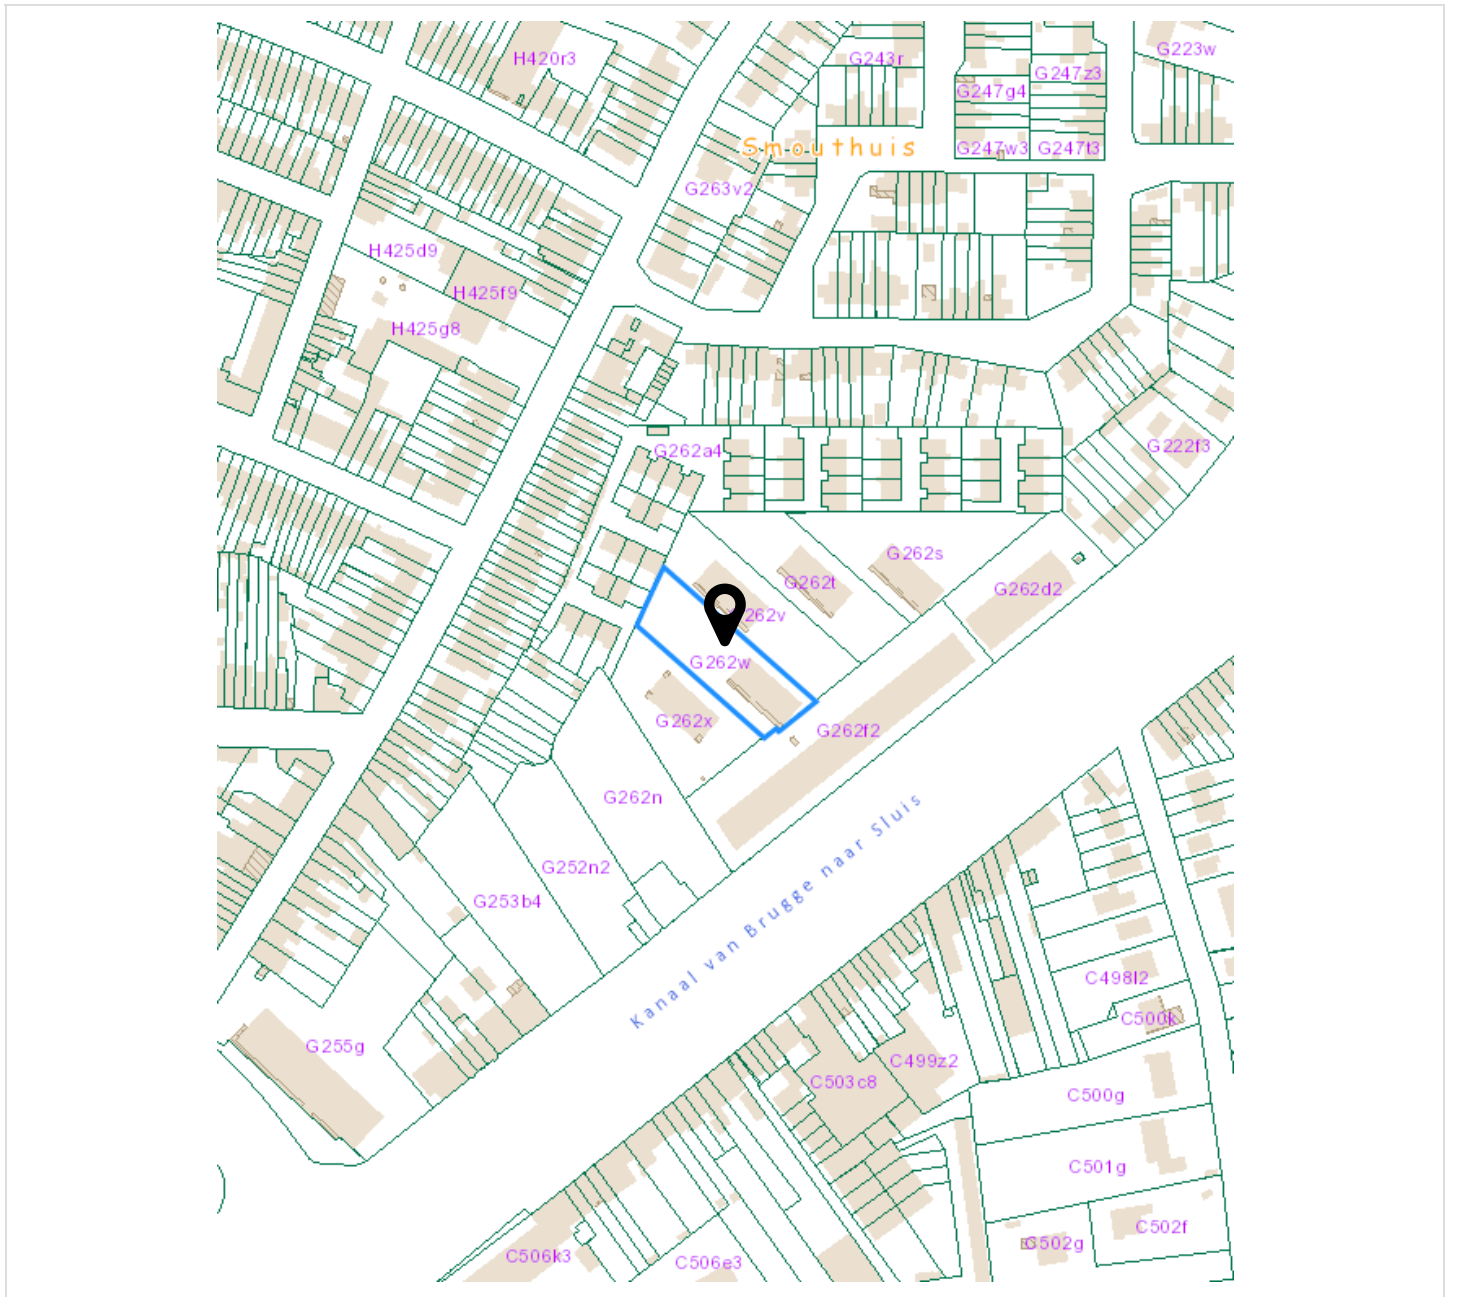 H420r3
G243r
G223w
G247z3
G247g4
Smouthuis
G247w3
G247t3
G263v2
H425d9
H425f9
H425g8
G222f3
G262a4
G262s
G262t
G262d2
262v
G262w
G262x
G262f2
G262n
G252n2
G253b4
Kanaal van Brugge naar Sluis
C498l2
C500k
G255g
C499z2
C503c8
C500g
C501g
C502f
C502g
C506k3
C506e3